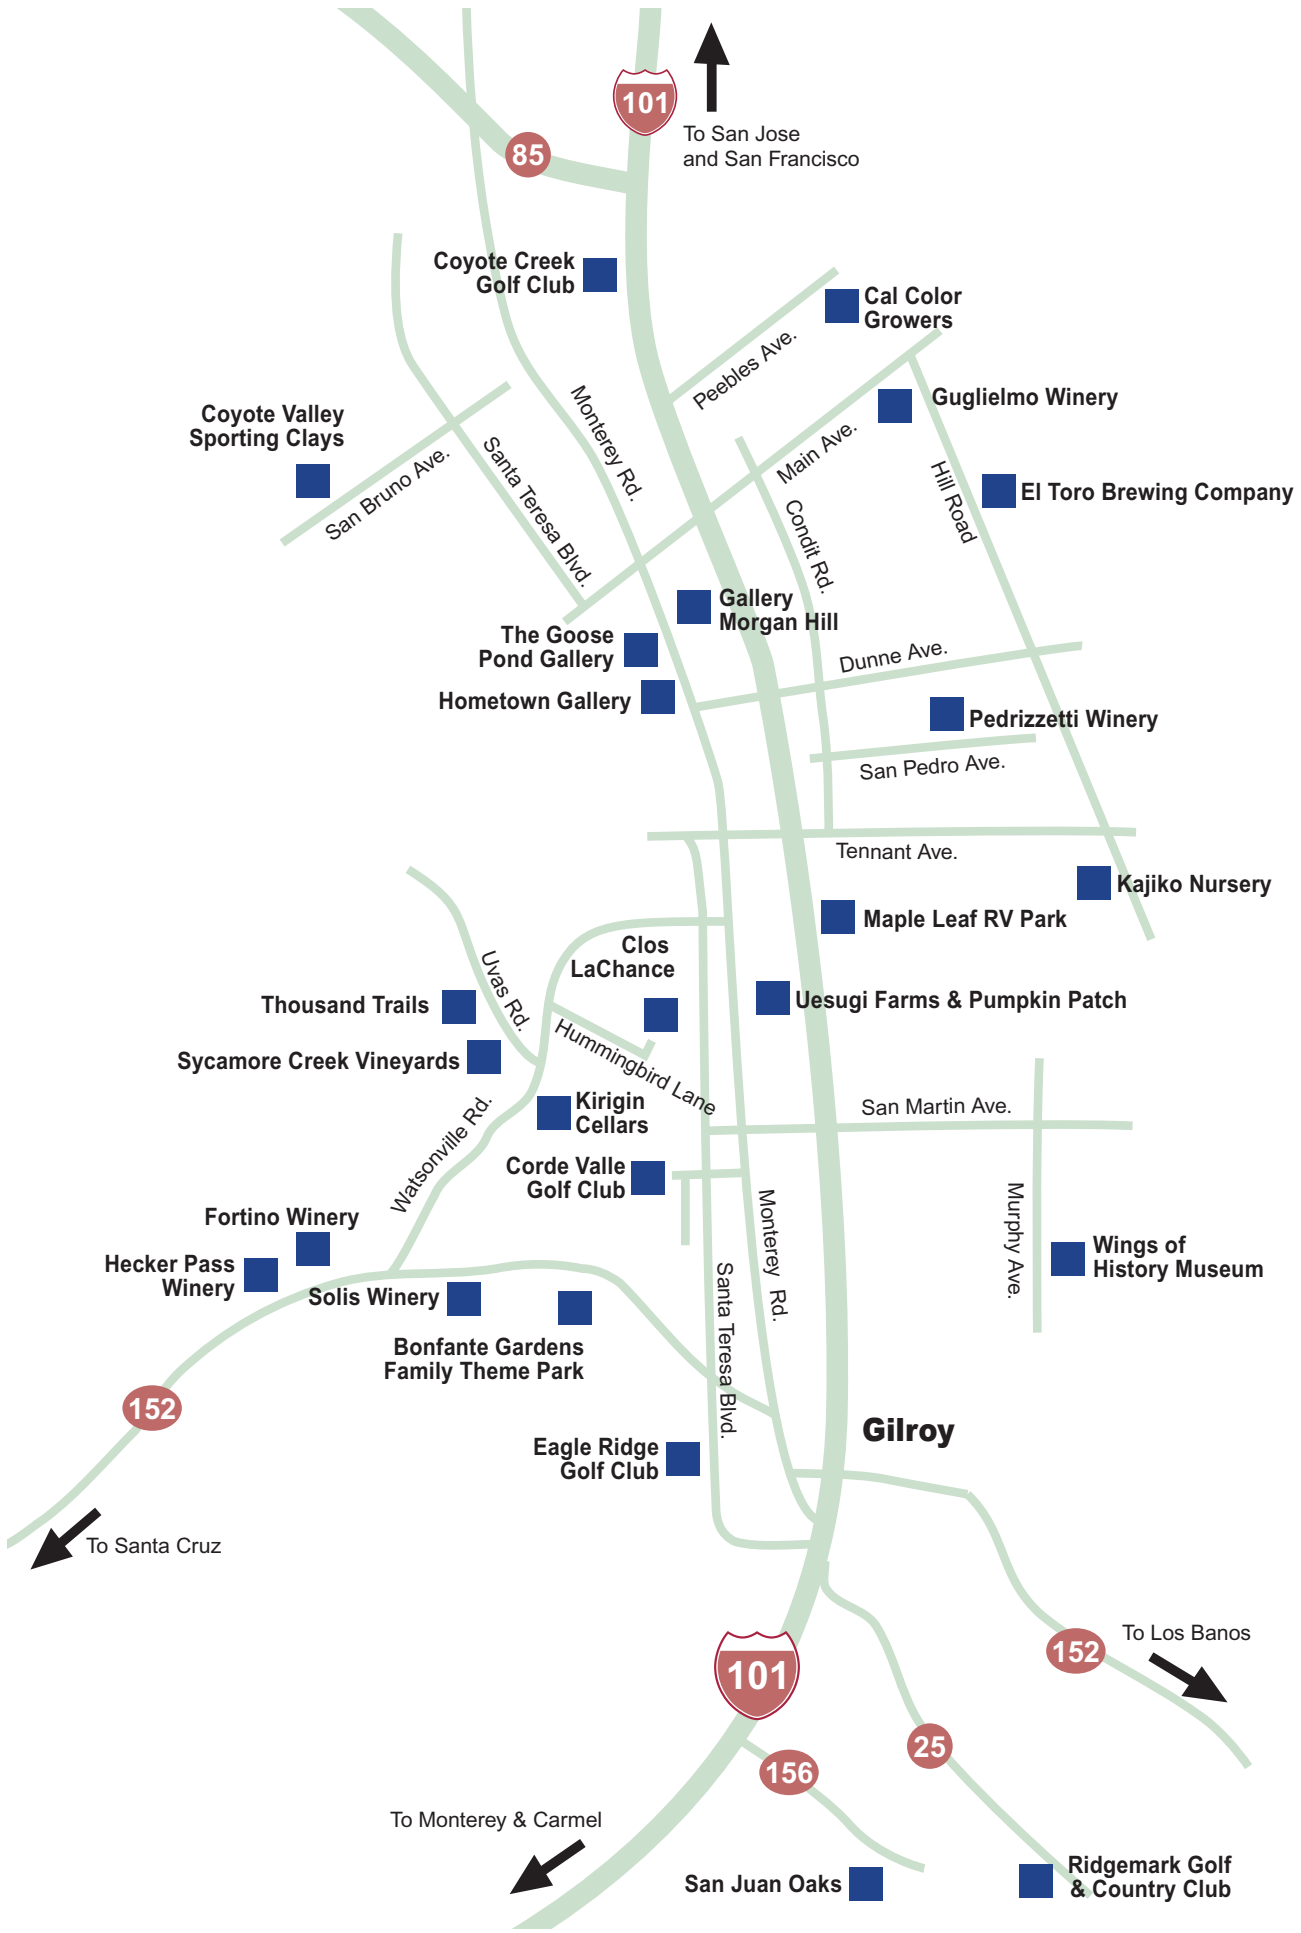 101
To San Jose
and San Francisco
85
Coyote Creek
Golf Club
Cal Color
Growers
Peebles Ave.
Monterey Rd.
Guglielmo Winery
Coyote Valley
Sporting Clays
Main Ave.
San Bruno Ave.
Santa Teresa Blvd.
Hill Road
El Toro Brewing Company
Condit Rd.
Gallery
Morgan Hill
The Goose
Pond Gallery
Dunne Ave.
Hometown Gallery
Pedrizzetti Winery
San Pedro Ave.
Tennant Ave.
Kajiko Nursery
Maple Leaf RV Park
Clos
LaChance
Uvas Rd.
Thousand Trails
Uesugi Farms & Pumpkin Patch
Hummingbird Lane
Sycamore Creek Vineyards
Kirigin
Cellars
San Martin Ave.
Watsonville Rd.
Corde Valle
Golf Club
Monterey Rd.
Murphy Ave.
Fortino Winery
Hecker Pass
Winery
Wings of
History Museum
Solis Winery
Santa Teresa Blvd.
Bonfante Gardens
Family Theme Park
152
Gilroy
Eagle Ridge
Golf Club
To Santa Cruz
To Los Banos
152
101
25
156
To Monterey & Carmel
San Juan Oaks
Ridgemark Golf
& Country Club